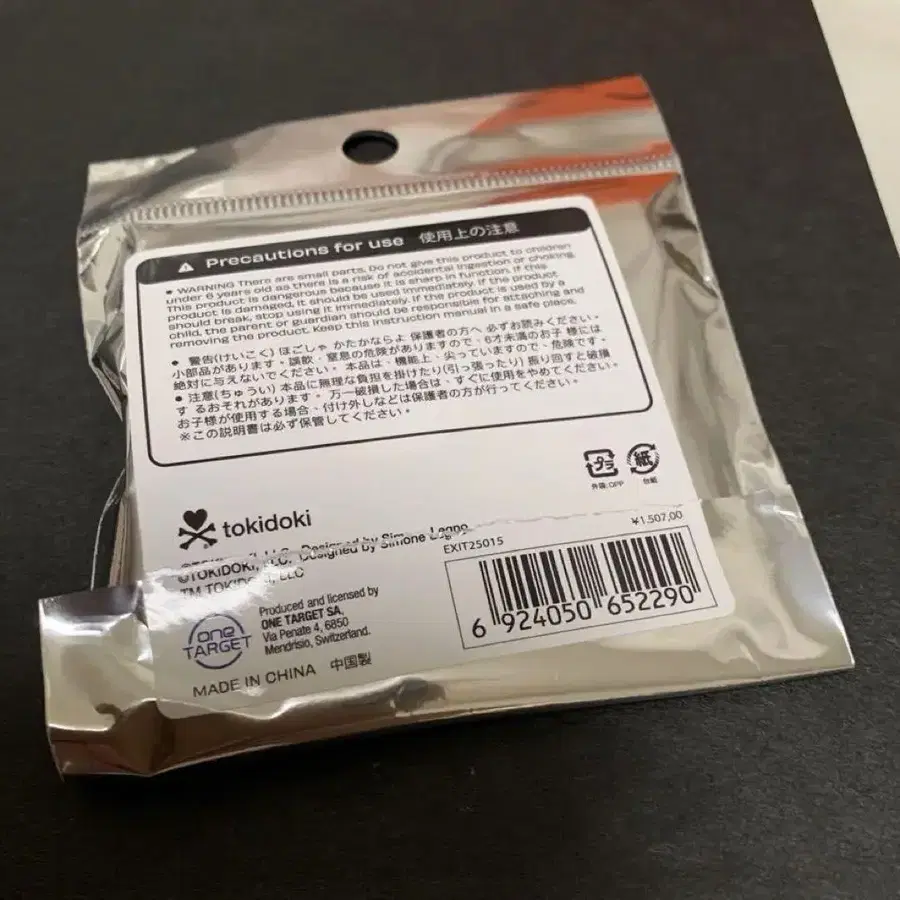 Precautions for use 使用上の注意
● WARNING There are small parts. Do not give this product to children
under 6 years old as there is a risk of accidental ingestion or choking.
This product is dangerous because it is sharp in function. If this
product is damaged, it should be used immediately. If the product
should break, stop using it immediately. If the product is used by a
child, the parent or guardian should be responsible for attaching and
removing the product. Keep this instruction manual in a safe place.
● 警告(けいこく) ほごしゃ かたかならよ 保護者の方へ 必ずお読みください。
小部品があります。誤飲・窒息の危険がありますので、6才未満のお子 様には
絶対に与えないでください。 本品は、機能上、尖っていますので、危険です。
● 注意(ちゅうい) 本品に無理な負担を掛けたり(引っ張ったり) 振り回すと破損
す るおそれがあります。 万一破損した場合は、すぐに使用をやめてください。
お子様が使用する場合、付け外しなどは保護者の方が行ってください。
※この説明書は必ず保管してください。
プラ 紙
外装:OPP 台紙
tokidoki
©TOKIDOKI, LLC. Designed by Simone Legno
TM TOKIDOKI, LLC
¥1.507,00
EXIT25015
6 924050 652290
one
TARGET
Produced and licensed by
ONE TARGET SA.
Via Penate 4, 6850
Mendrisio, Switzerland.
MADE IN CHINA 中国製